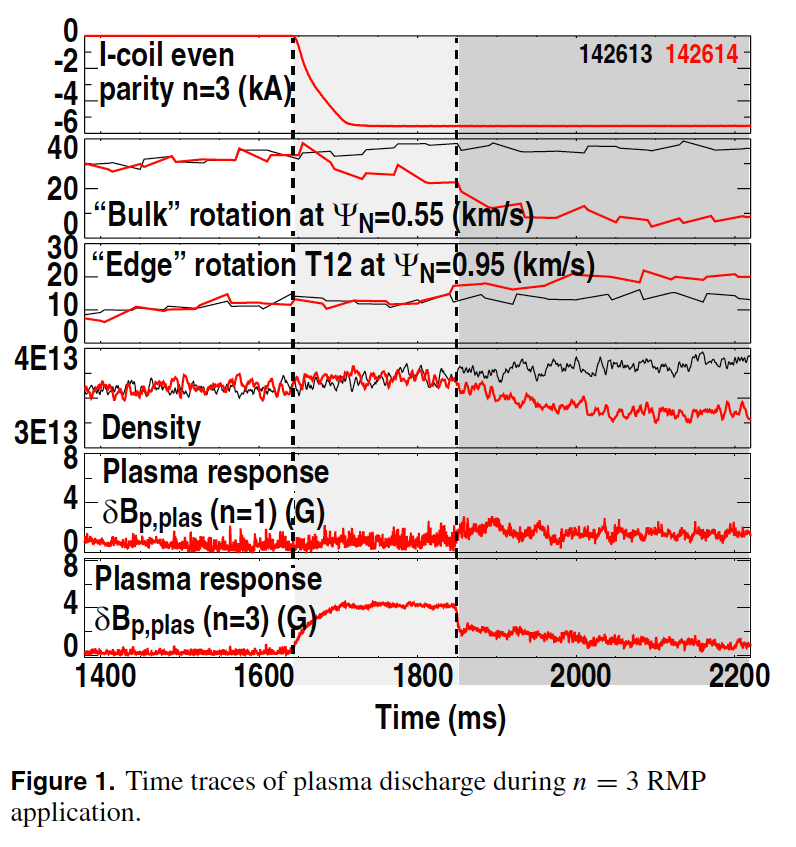 0
-2
-4
-6
I-coil even
parity n=3 (kA)
142613 142614
40
20
0
“Bulk” rotation at ΨN=0.55 (km/s)
30
20
10
0
“Edge” rotation T12 at ΨN=0.95 (km/s)
4E13
3E13
Density
8
4
0
Plasma response
δBp,plas (n=1) (G)
8
4
0
Plasma response
δBp,plas (n=3) (G)
1400 1600 1800 2000 2200
Time (ms)
Figure 1. Time traces of plasma discharge during n = 3 RMP
application.